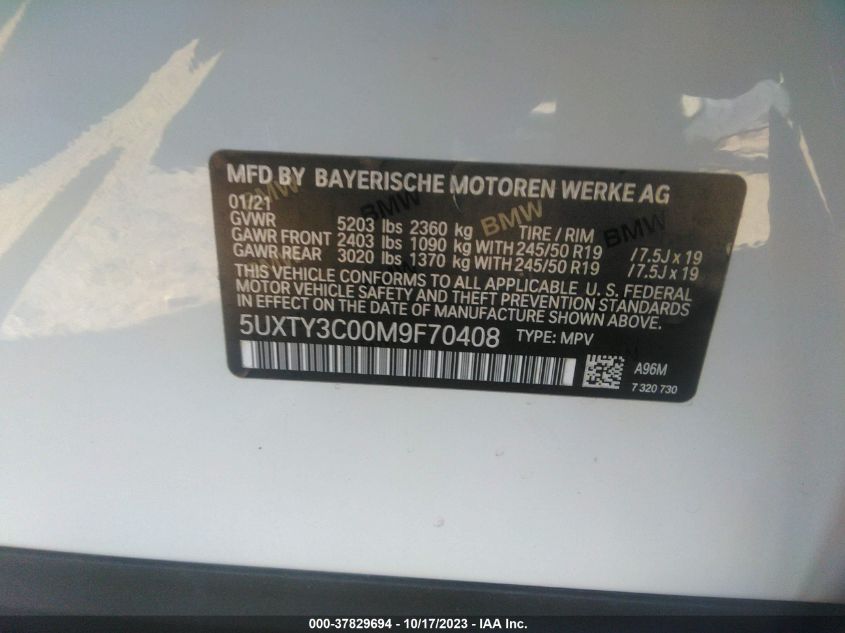 MFD BY BAYERISCHE MOTOREN WERKE AG
01/21
GVWR 5203 lbs 2360 kg TIRE / RIM
GAWR FRONT 2403 lbs 1090 kg WITH 245/50 R19 / 7.5J x 19
GAWR REAR 3020 lbs 1370 kg WITH 245/50 R19 / 7.5J x 19
THIS VEHICLE CONFORMS TO ALL APPLICABLE U. S. FEDERAL
MOTOR VEHICLE SAFETY AND THEFT PREVENTION STANDARDS
IN EFFECT ON THE DATE OF MANUFACTURE SHOWN ABOVE.
5UXTY3C00M9F70408 TYPE: MPV
A96M
7 320 730
BMW BMW BMW BMW
000-37829694 - 10/17/2023 - IAA Inc.